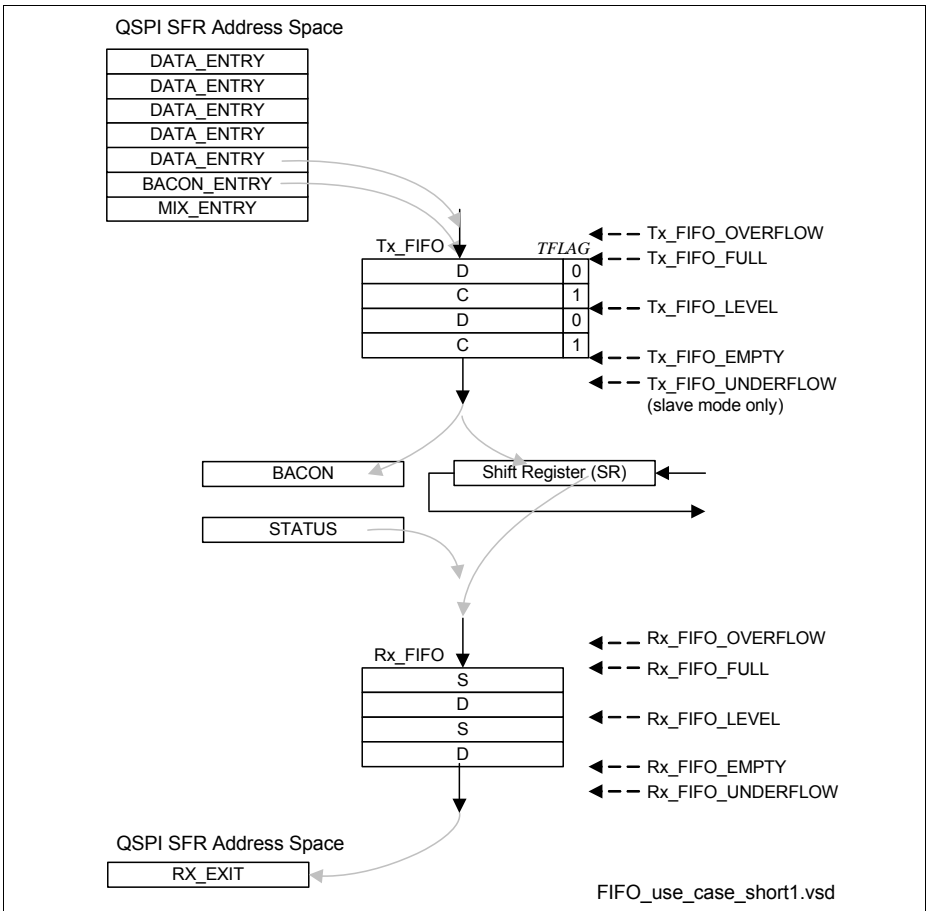 QSPI SFR Address Space
DATA_ENTRY
DATA_ENTRY
DATA_ENTRY
DATA_ENTRY
DATA_ENTRY
BACON_ENTRY
MIX_ENTRY
Tx_FIFO TFLAG
D 0
C 1
D 0
C 1
Tx_FIFO_OVERFLOW
Tx_FIFO_FULL
Tx_FIFO_LEVEL
Tx_FIFO_EMPTY
Tx_FIFO_UNDERFLOW
(slave mode only)
BACON
Shift Register (SR)
STATUS
Rx_FIFO
S
D
S
D
Rx_FIFO_OVERFLOW
Rx_FIFO_FULL
Rx_FIFO_LEVEL
Rx_FIFO_EMPTY
Rx_FIFO_UNDERFLOW
QSPI SFR Address Space
RX_EXIT
FIFO_use_case_short1.vsd